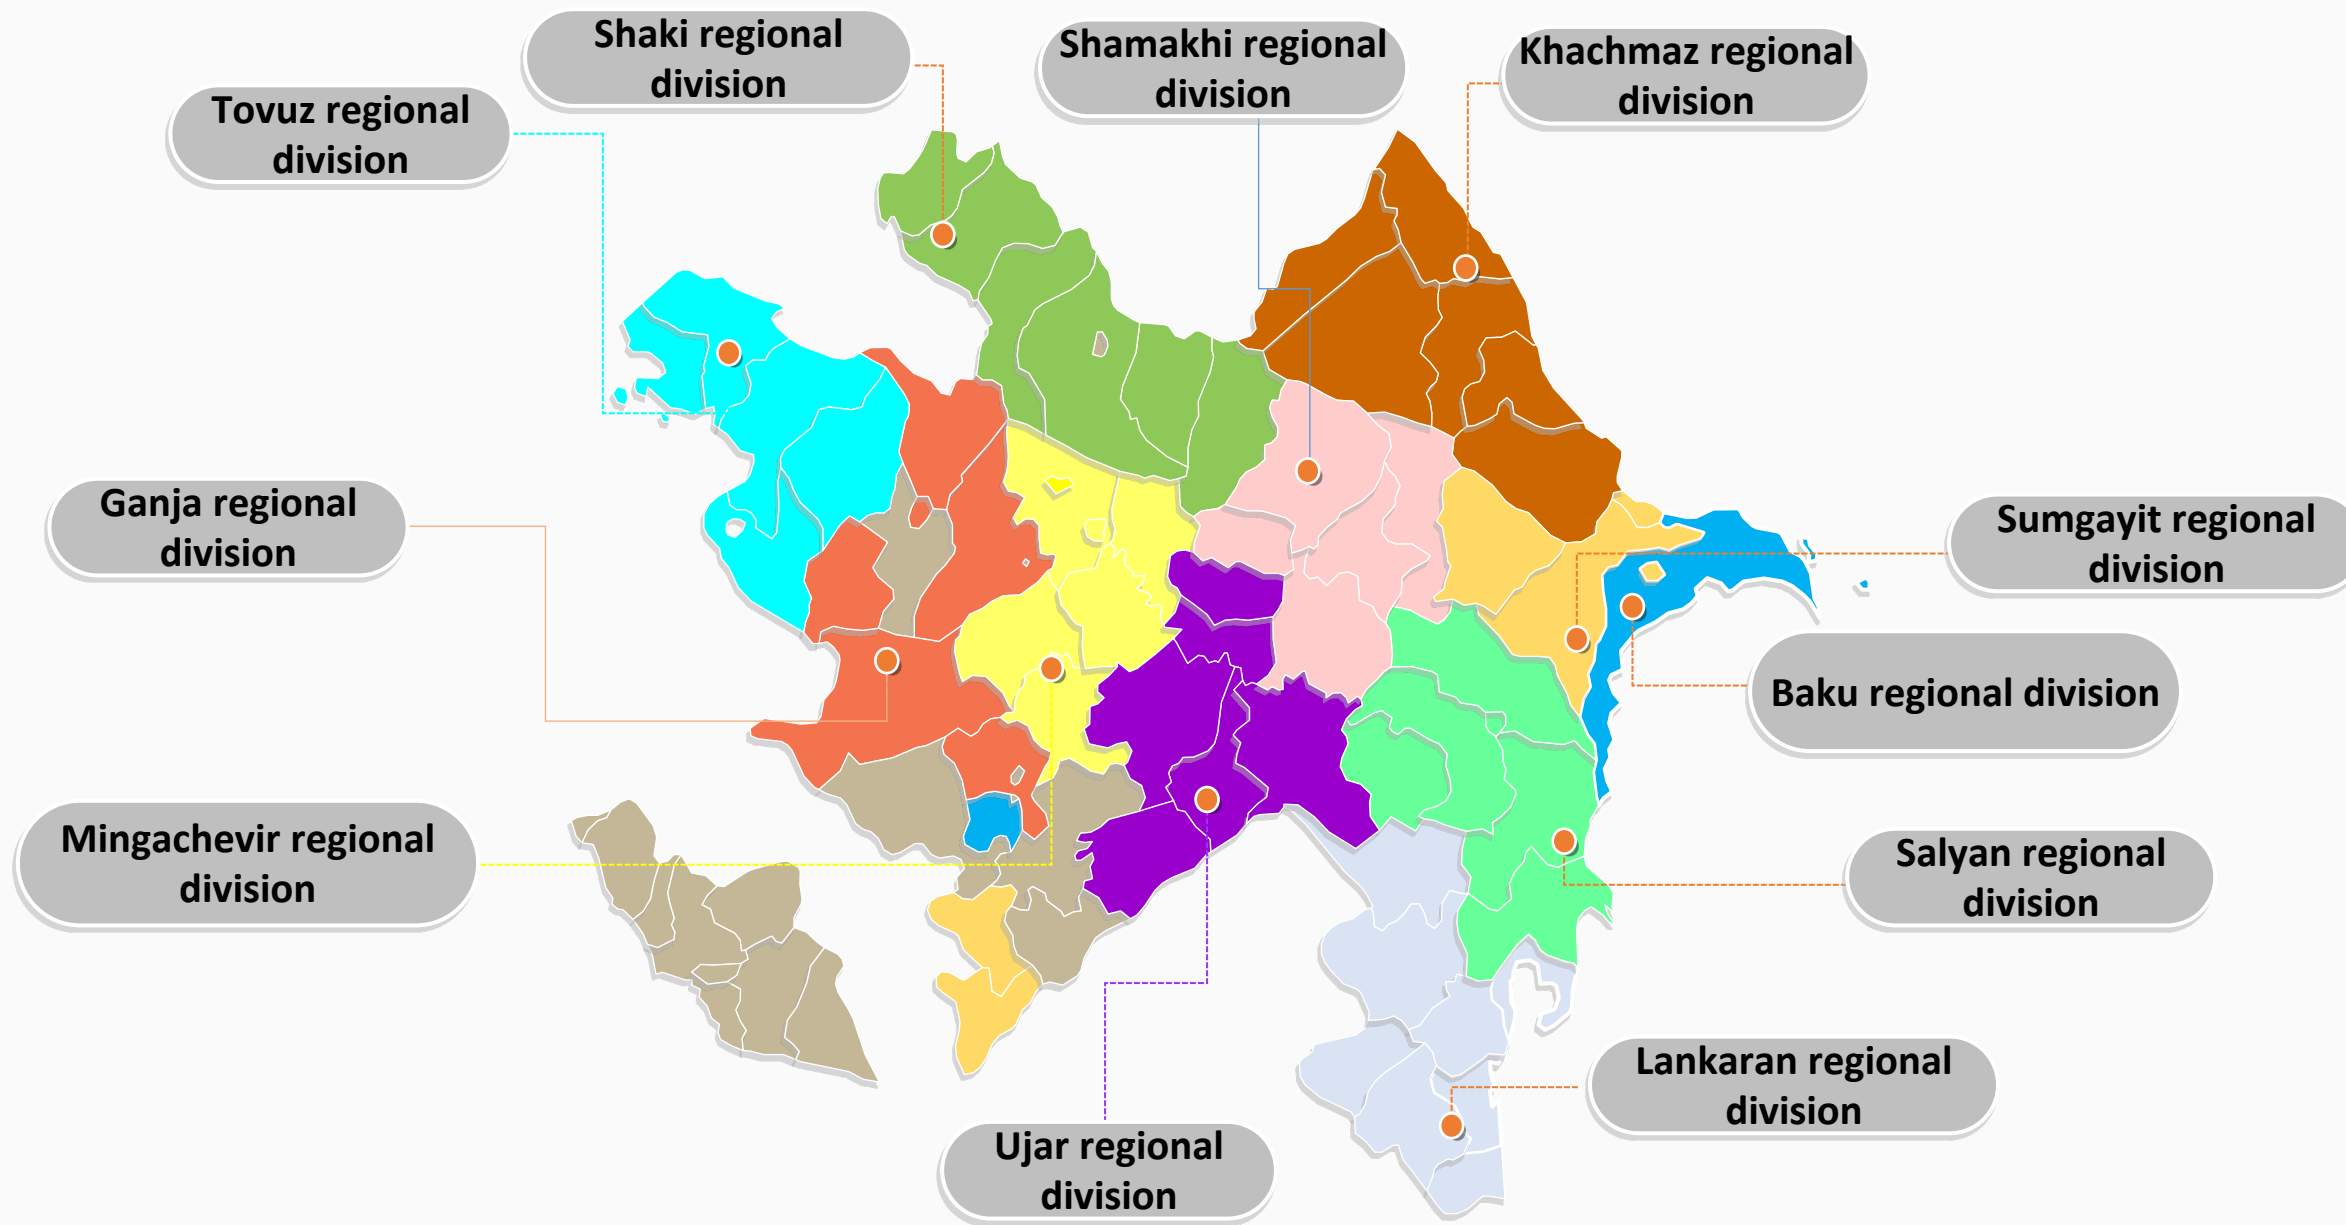 Shaki regional
division
Shamakhi regional
division
Khachmaz regional
division
Tovuz regional
division
Ganja regional
division
Sumgayit regional
division
Baku regional division
Mingachevir regional
division
Salyan regional
division
Lankaran regional
division
Ujar regional
division